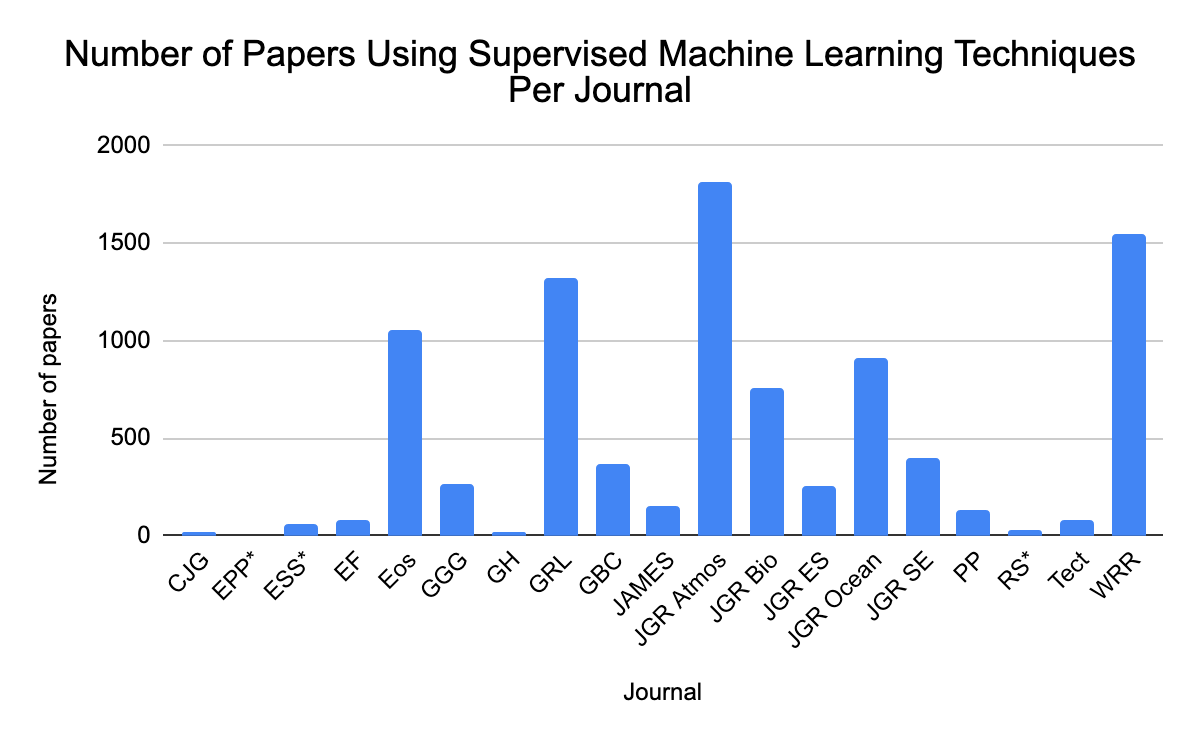 Number of Papers Using Supervised Machine Learning Techniques
Per Journal
Number of papers
2000
1500
1000
500
0
CJG
EPP*
ESS*
EF
Eos
GGG
GH
GRL
GBC
JAMES
JGR Atmos
JGR Bio
JGR ES
JGR Ocean
JGR SE
PP
RS*
Tect
WRR
Journal